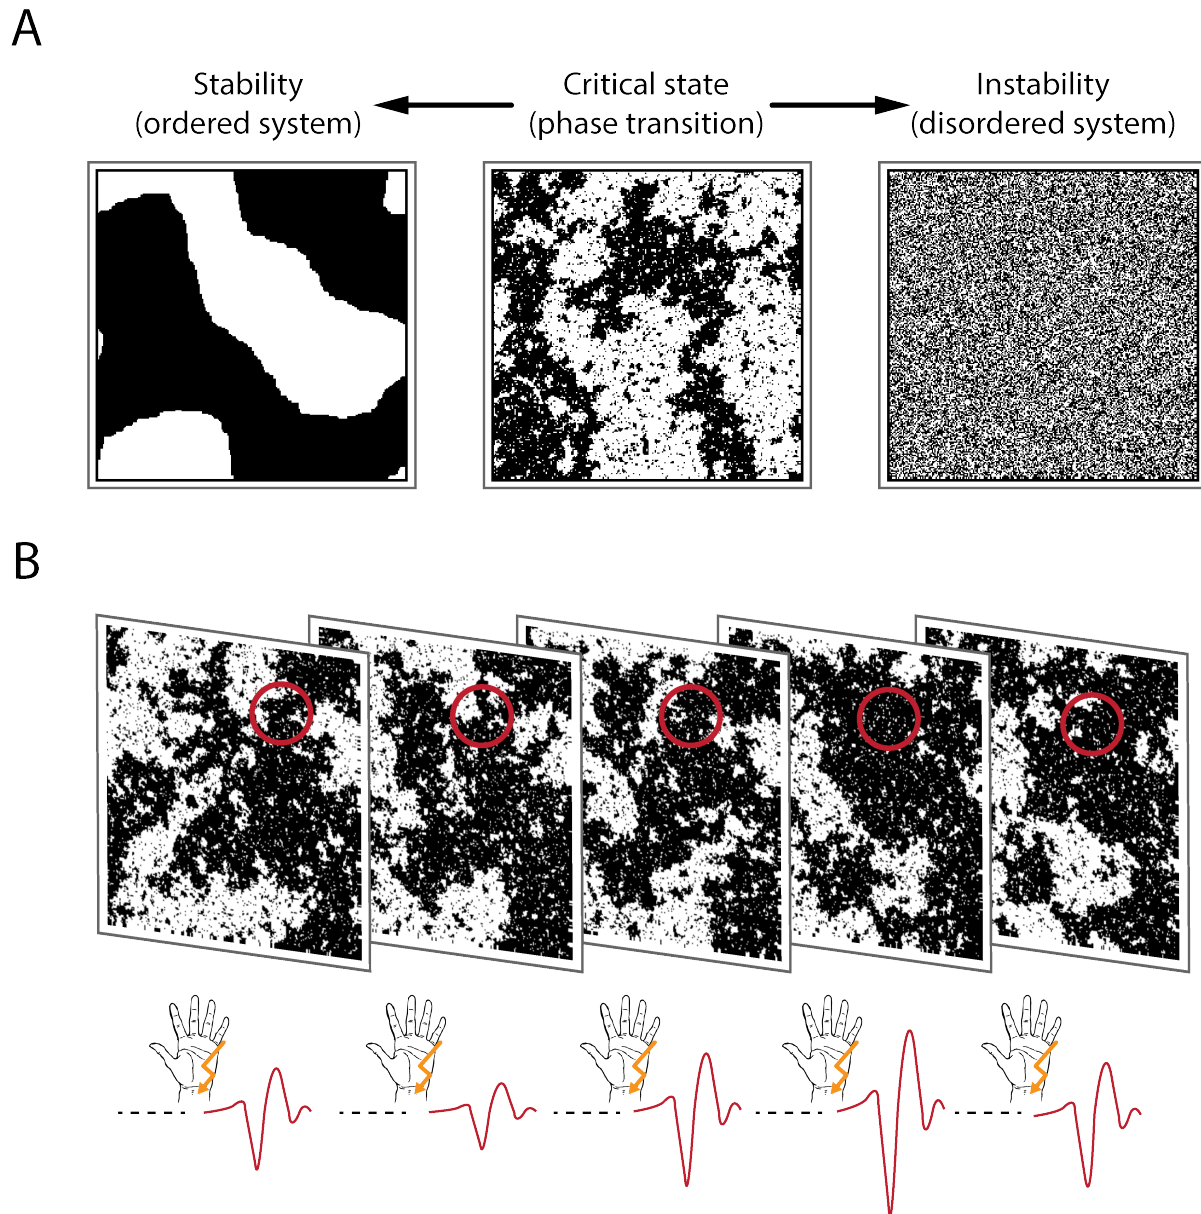 A
Stability
(ordered system)
Critical state
(phase transition)
Instability
(disordered system)
B